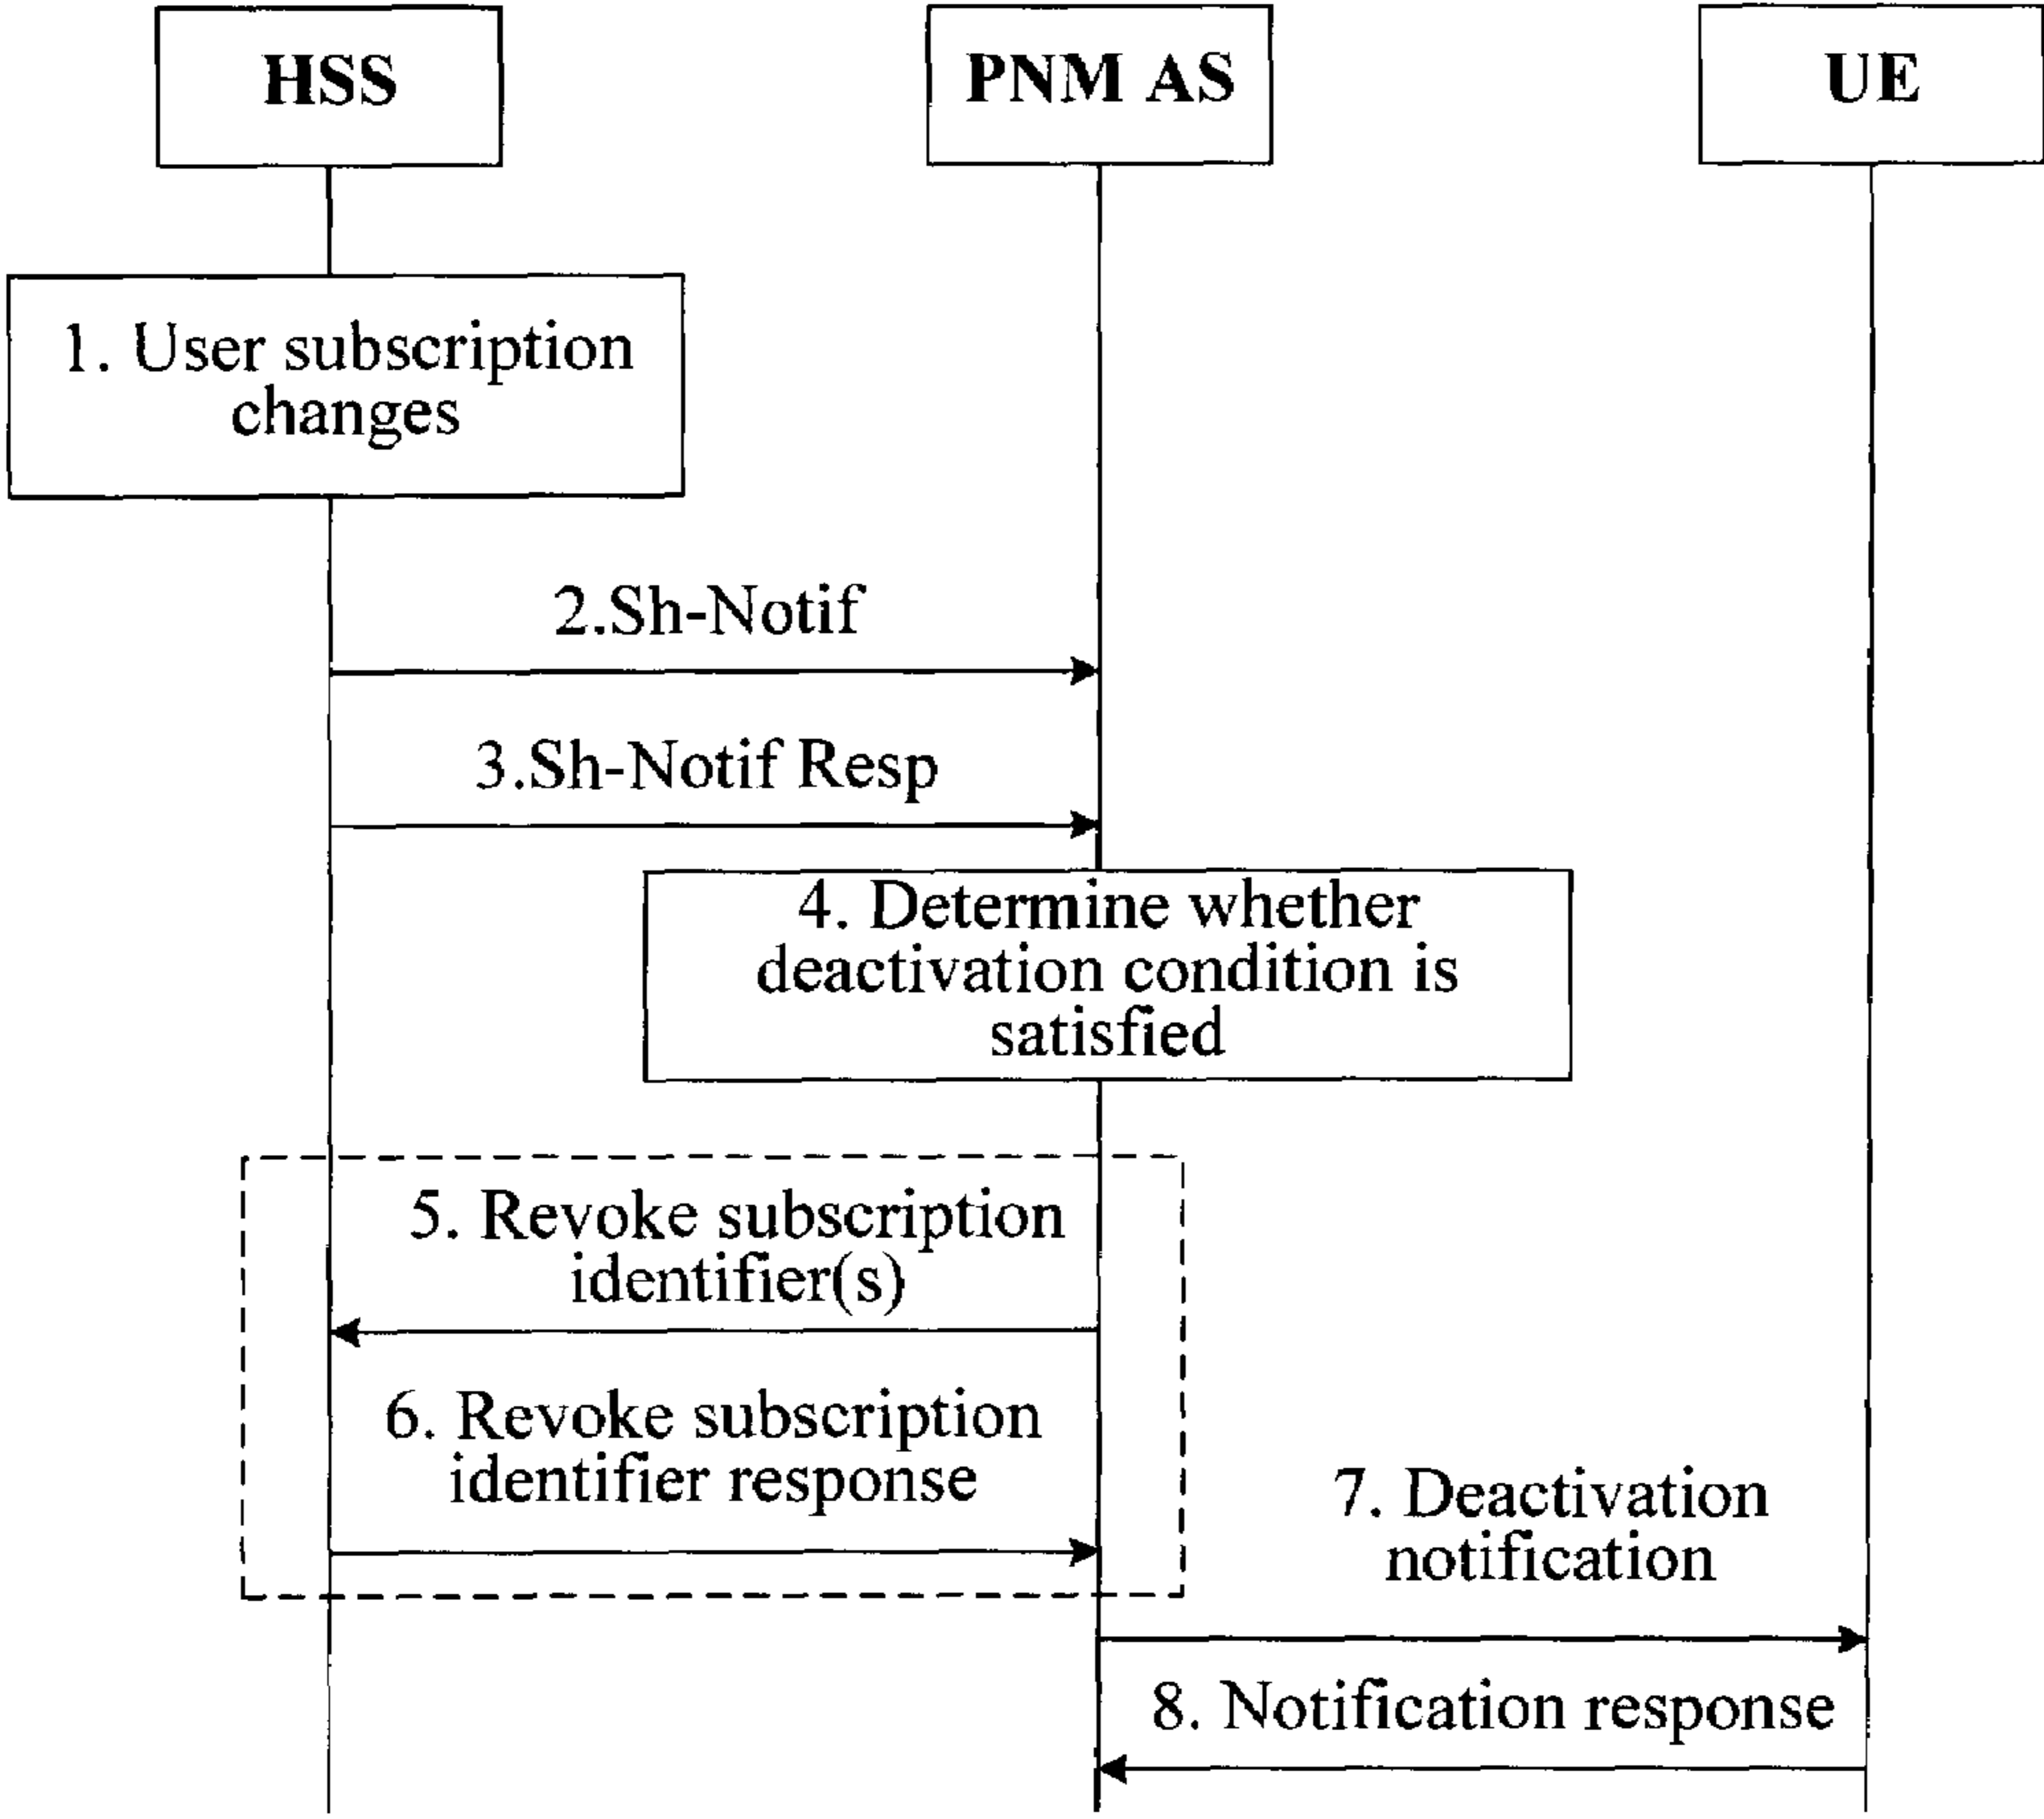 HSS
PNM AS
UE
1. User subscription
changes
2.Sh-Notif
3.Sh-Notif Resp
4. Determine whether
deactivation condition is
satisfied
5. Revoke subscription
identifier(s)
6. Revoke subscription
identifier response
7. Deactivation
notification
8. Notification response